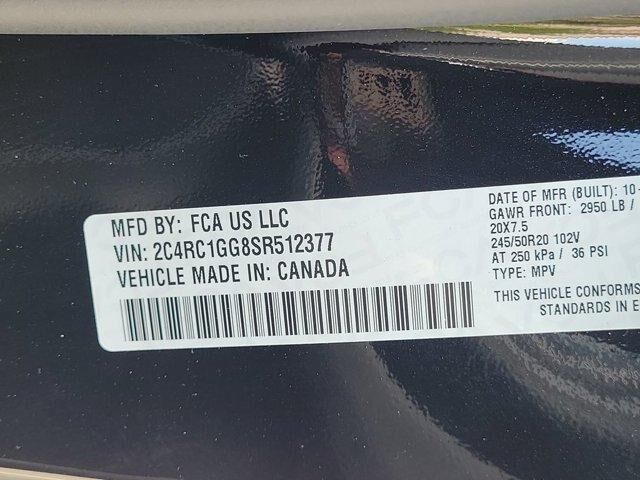 MFD BY: FCA US LLC
VIN: 2C4RC1GG8SR512377
VEHICLE MADE IN: CANADA
DATE OF MFR (BUILT): 10-
GAWR FRONT: 2950 LB /
20X7.5
245/50R20 102V
AT 250 kPa / 36 PSI
TYPE: MPV
THIS VEHICLE CONFORMS
STANDARDS IN E